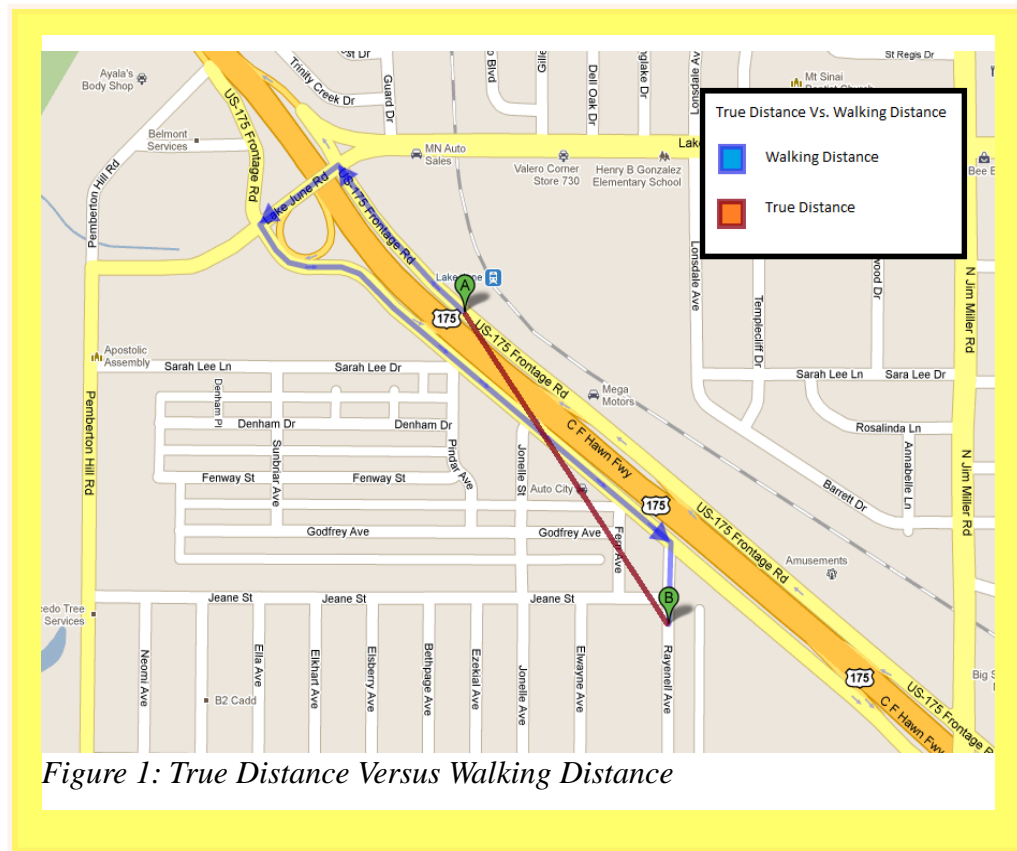 St Regis Dr
Ayala's
Body Shop
Trinity Creek Dr
Guard Dr
Blvd
Dell Oak Dr
Lonsdale Ave
Mt Sinai
True Distance Vs. Walking Distance
Walking Distance
True Distance
US-175 Frontage Rd
Belmont
Services
MN Auto
Sales
Valero Corner
Store 730
Henry B Gonzalez
Elementary School
Pemberton Hill Rd
Lake June Rd
US-175 Frontage Rd
A
175
US-175 Frontage Rd
Lonsdale Ave
Templecliff Dr
N Jim Miller Rd
Apostolic
Assembly
Sarah Lee Ln
Sarah Lee Dr
Sarah Lee Ln
Sara Lee Dr
Mega
Motors
Denham Pl
Denham Dr
Denham Dr
C F Hawn Fwy
Rosalinda Ln
Pemberton Hill Rd
Sunbriar Ave
Pindar Ave
Jonelle St
Annabelle Ln
N Jim Miller Rd
Fenway St
Fenway St
Auto City
175
Barrett Dr
Godfrey Ave
Godfrey Ave
Fern Ave
US-175 Frontage Rd
Amusements
Jeane St
Jeane St
Jeane St
B
Services
Neomi Ave
Ella Ave
Elkhart Ave
Elsberry Ave
Bethpage Ave
Ezekial Ave
Jonelle Ave
Elwayne Ave
Rayenell Ave
B2 Cadd
175
US-175 Frontage Rd
C F Hawn Fwy
Figure 1: True Distance Versus Walking Distance